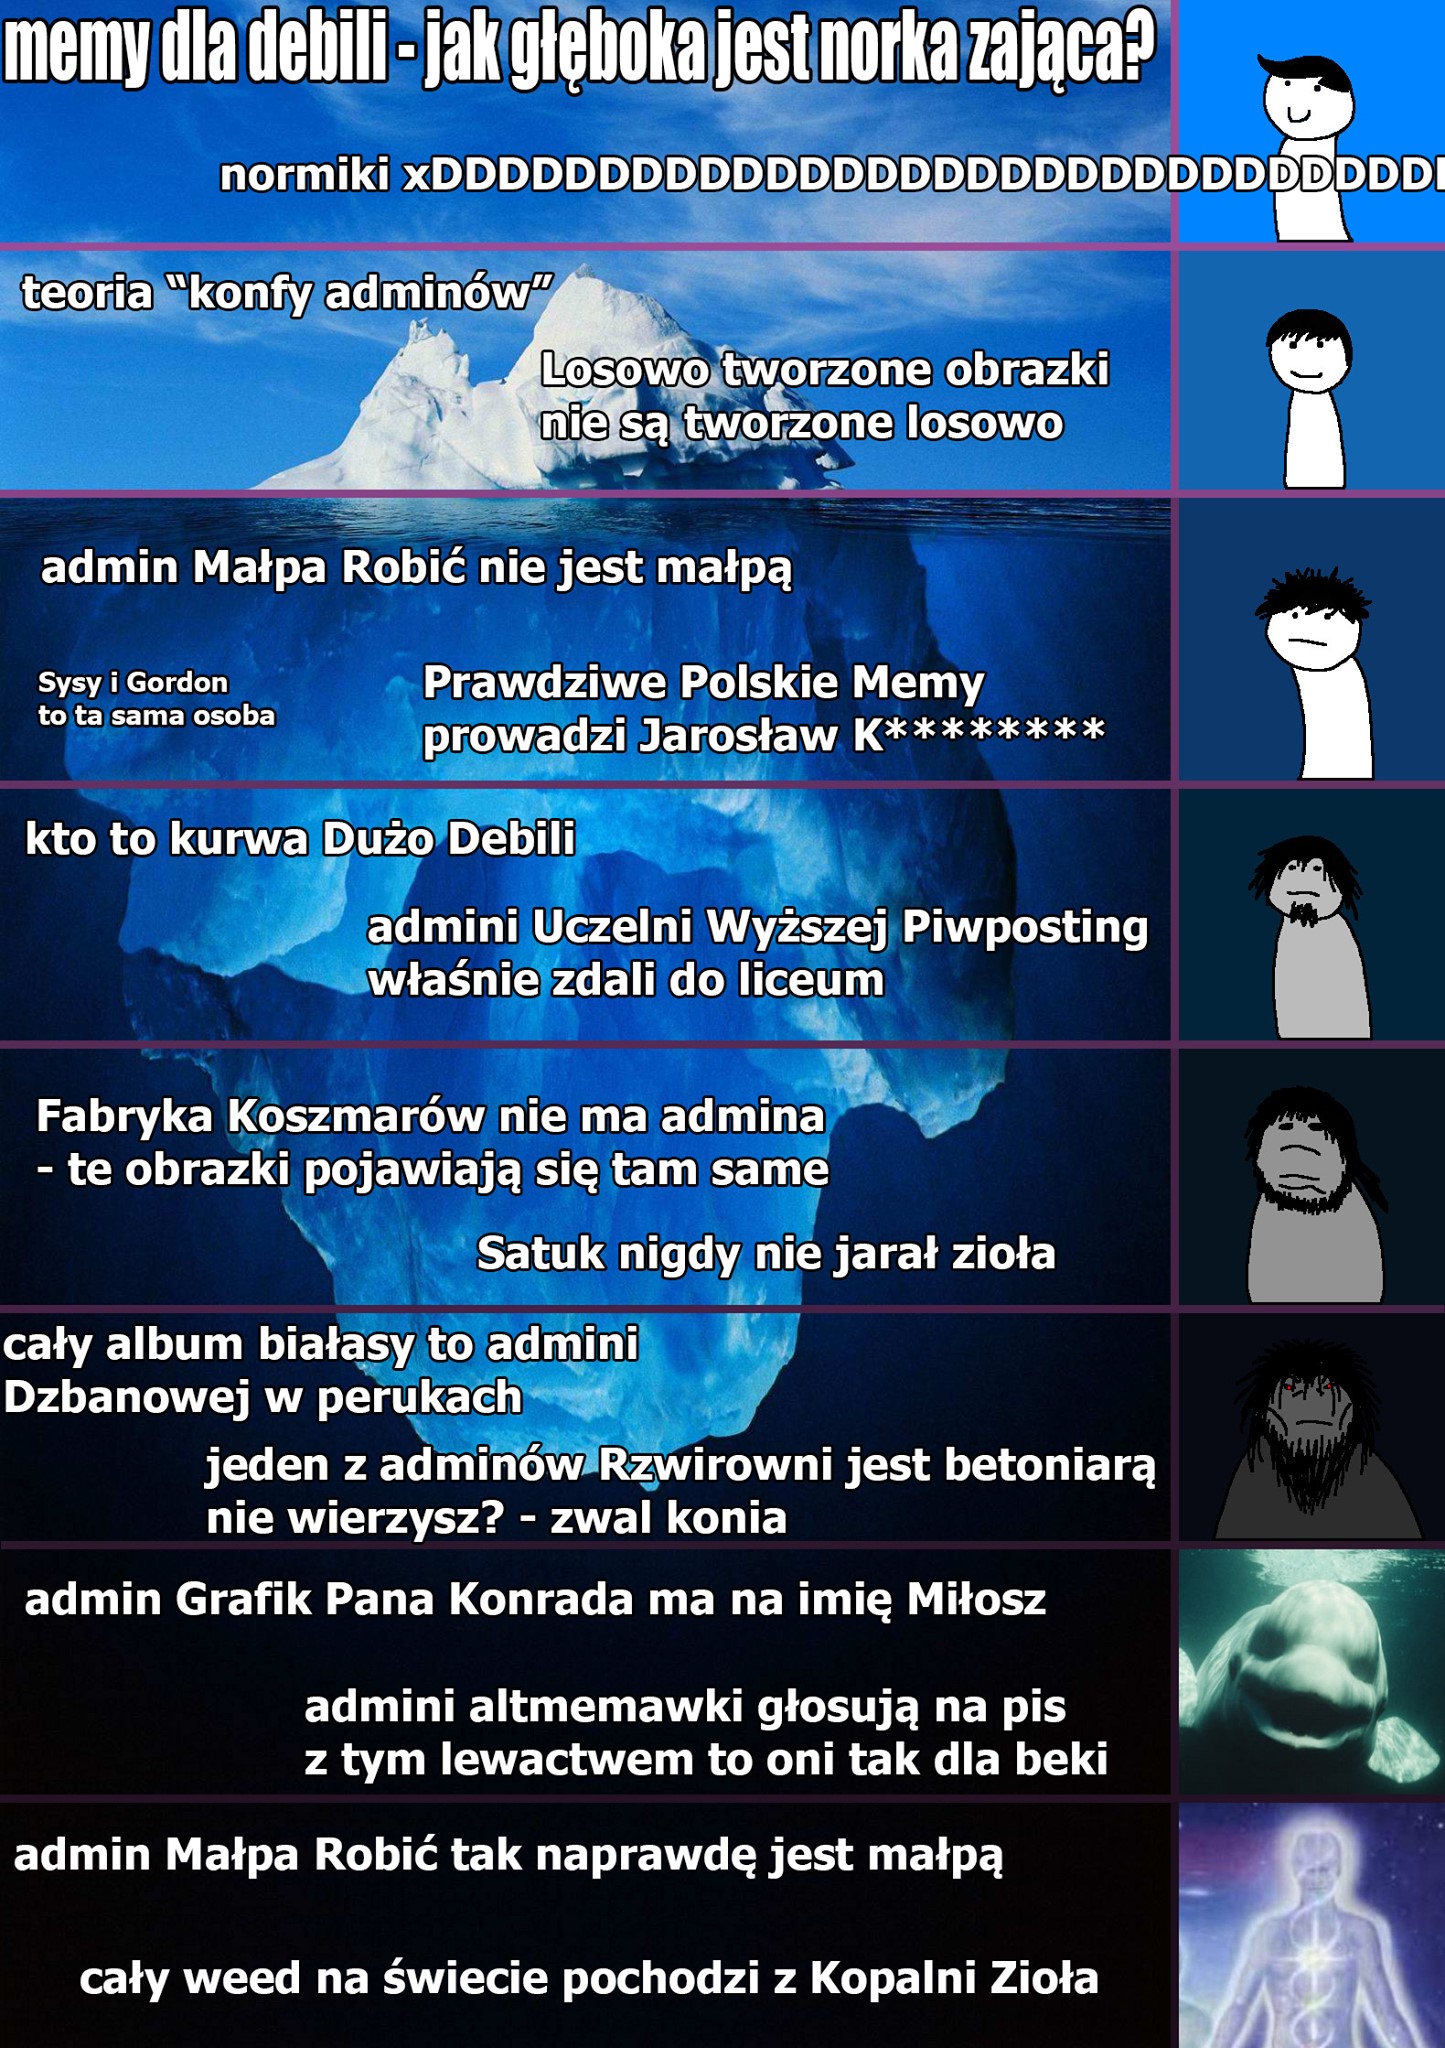 memy dla debili - jak głęboka jest norka zająca?
normiki xDDDDDDDDDDDDDDDDDDDDDDDDDDDDDDD
teoria “konfy adminów”
Losowo tworzone obrazki
nie są tworzone losowo
admin Małpa Robić nie jest małpą
Sysy i Gordon
to ta sama osoba
Prawdziwe Polskie Memy
prowadzi Jarosław K********
kto to kurwa Dużo Debili
admini Uczelni Wyższej Piwposting
właśnie zdali do liceum
Fabryka Koszmarów nie ma admina
- te obrazki pojawiają się tam same
Satuk nigdy nie jarał zioła
cały album białasy to admini
Dzbanowej w perukach
jeden z adminów Rzwirowni jest betoniarą
nie wierzysz? - zwal konia
admin Grafik Pana Konrada ma na imię Miłosz
admini altmemawki głosują na pis
z tym lewactwem to oni tak dla beki
admin Małpa Robić tak naprawdę jest małpą
cały weed na świecie pochodzi z Kopalni Zioła